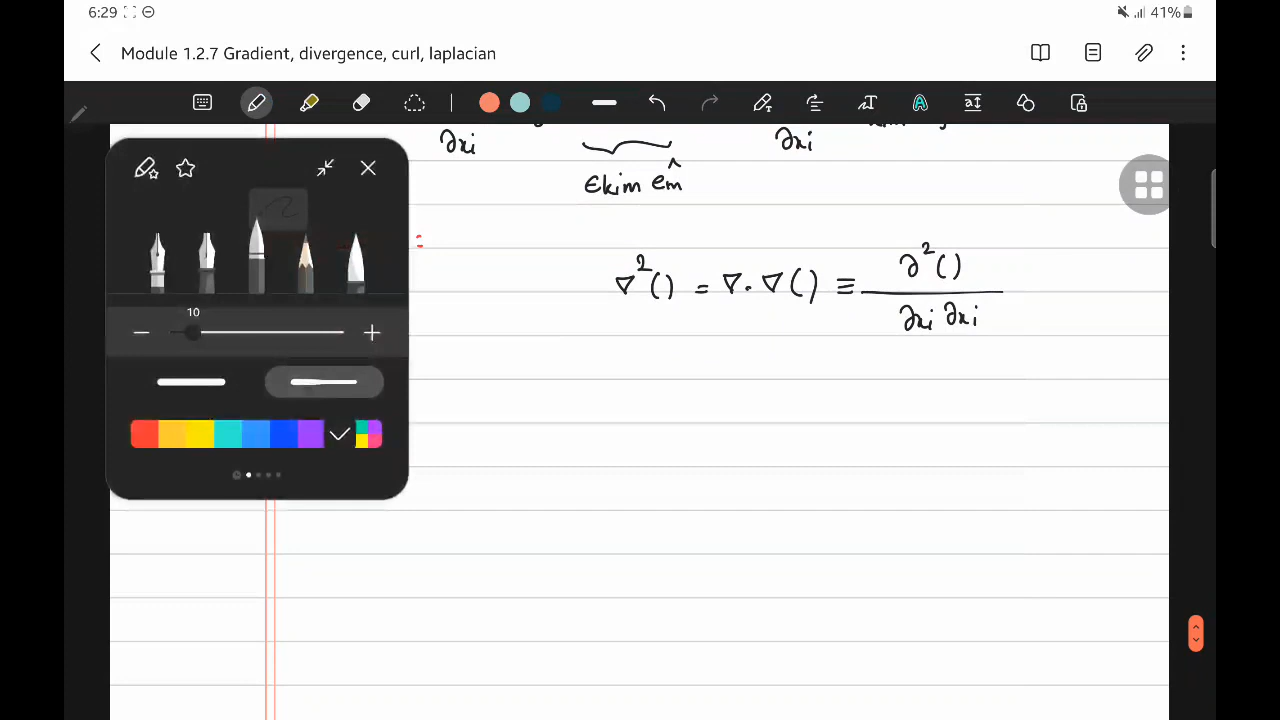 6:29
41%
Module 1.2.7 Gradient, divergence, curl, laplacian
∂xi ∂xi
Ekim êm
10
∇²() = ∇·∇() ≡ ∂²()
∂xi ∂xi